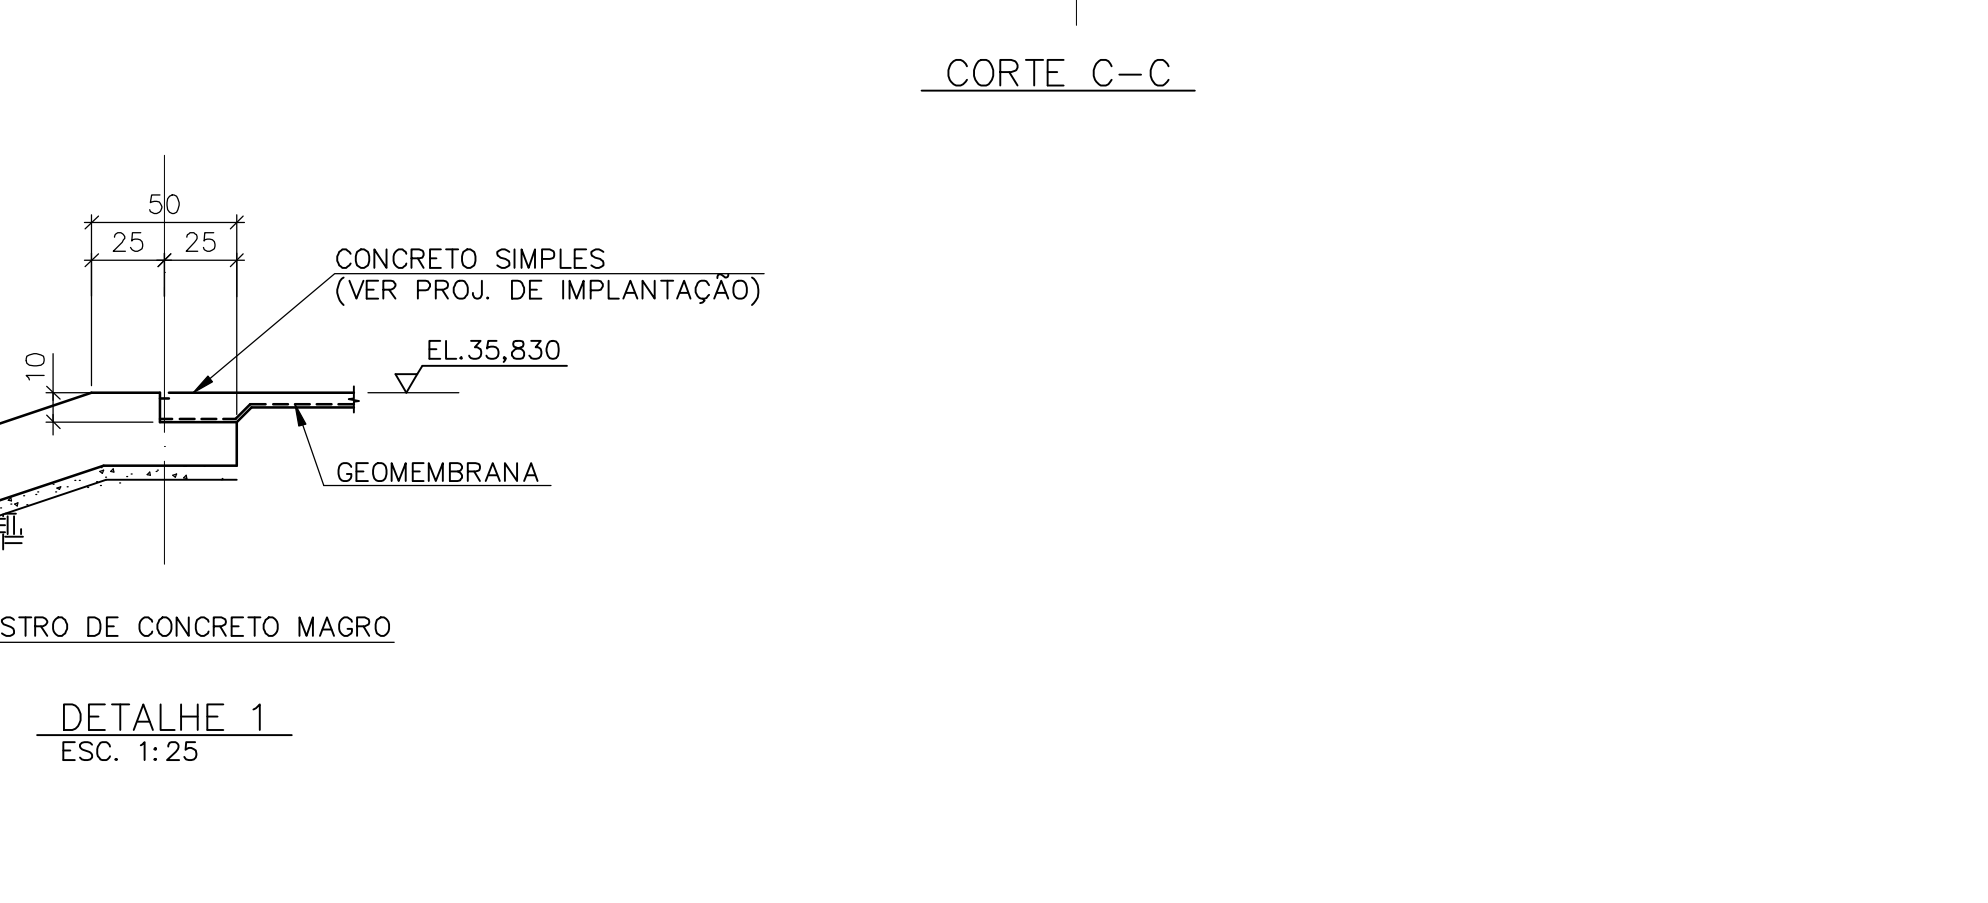 CORTE C-C
50
25 25
CONCRETO SIMPLES
(VER PROJ. DE IMPLANTAÇÃO)
EL.35,830
10
GEOMEMBRANA
STRO DE CONCRETO MAGRO
DETALHE 1
ESC. 1:25